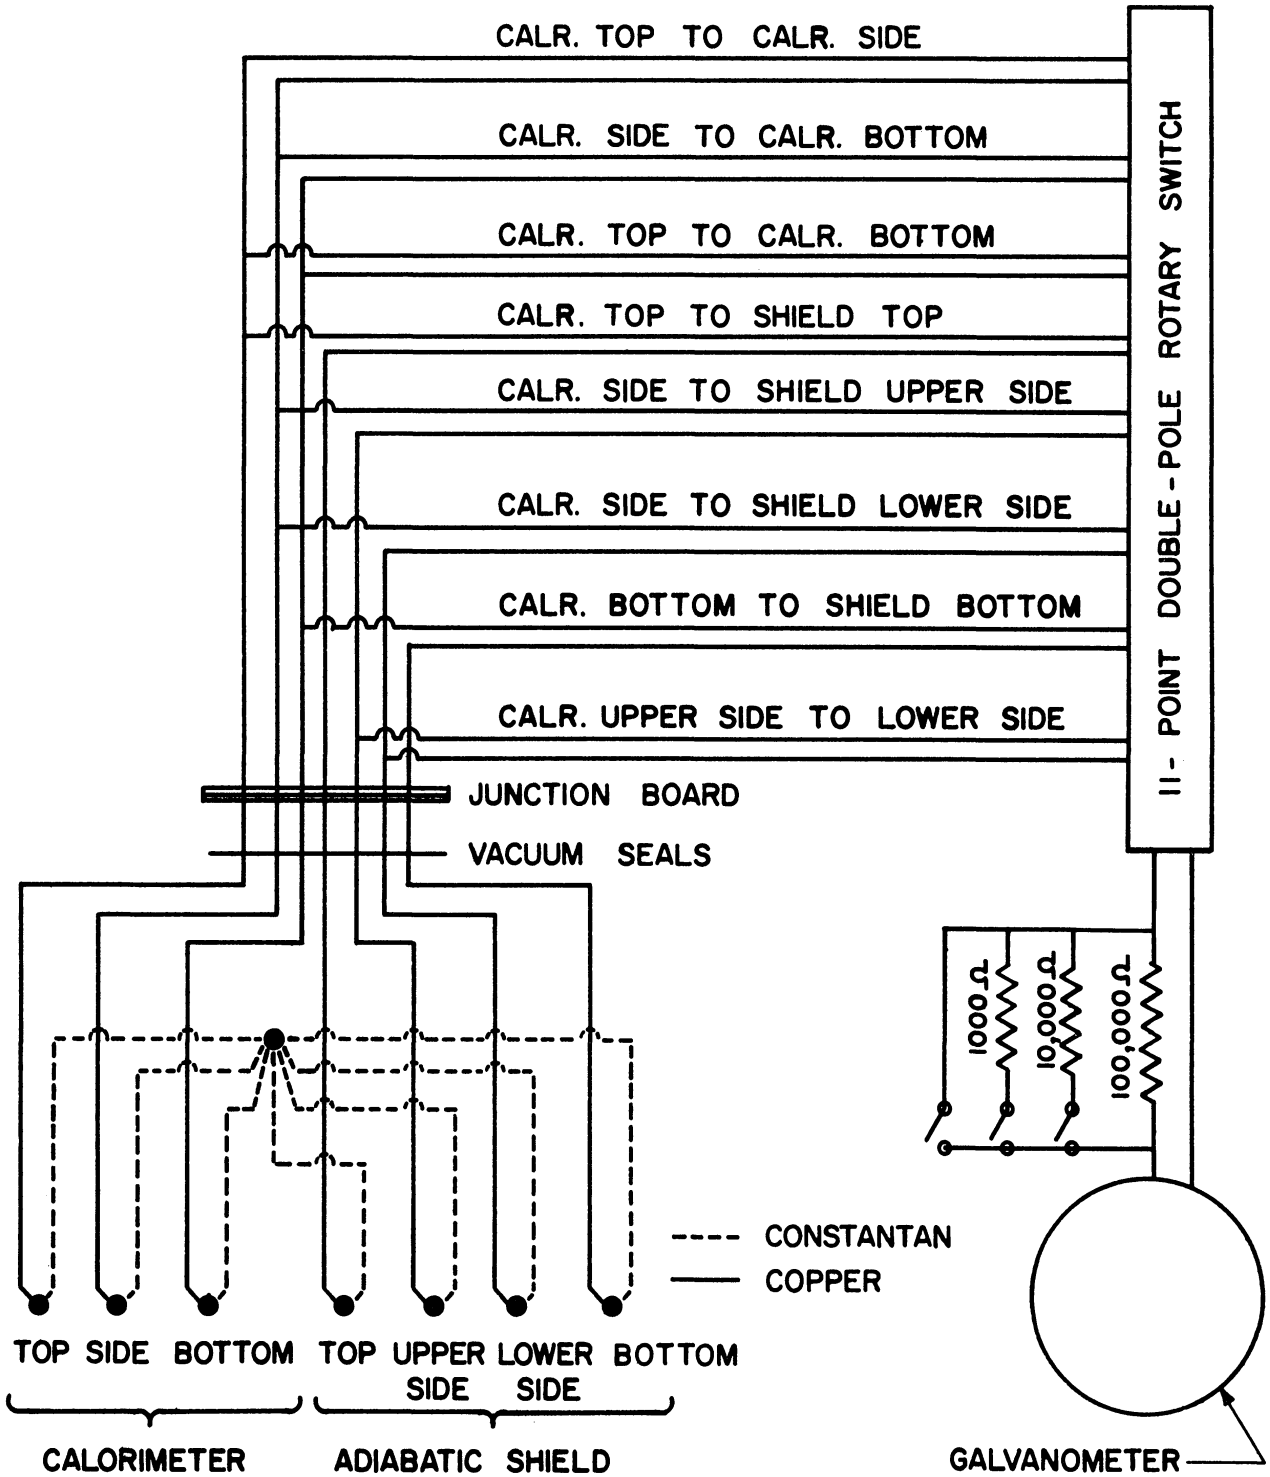 CALR. TOP TO CALR. SIDE
CALR. SIDE TO CALR. BOTTOM
CALR. TOP TO CALR. BOTTOM
CALR. TOP TO SHIELD TOP
CALR. SIDE TO SHIELD UPPER SIDE
CALR. SIDE TO SHIELD LOWER SIDE
CALR. BOTTOM TO SHIELD BOTTOM
CALR. UPPER SIDE TO LOWER SIDE
11- POINT DOUBLE-POLE ROTARY SWITCH
JUNCTION BOARD
VACUUM SEALS
1000 Ω
10,000 Ω
100,000 Ω
CONSTANTAN
COPPER
TOP SIDE BOTTOM TOP UPPER LOWER BOTTOM
SIDE SIDE
CALORIMETER ADIABATIC SHIELD
GALVANOMETER